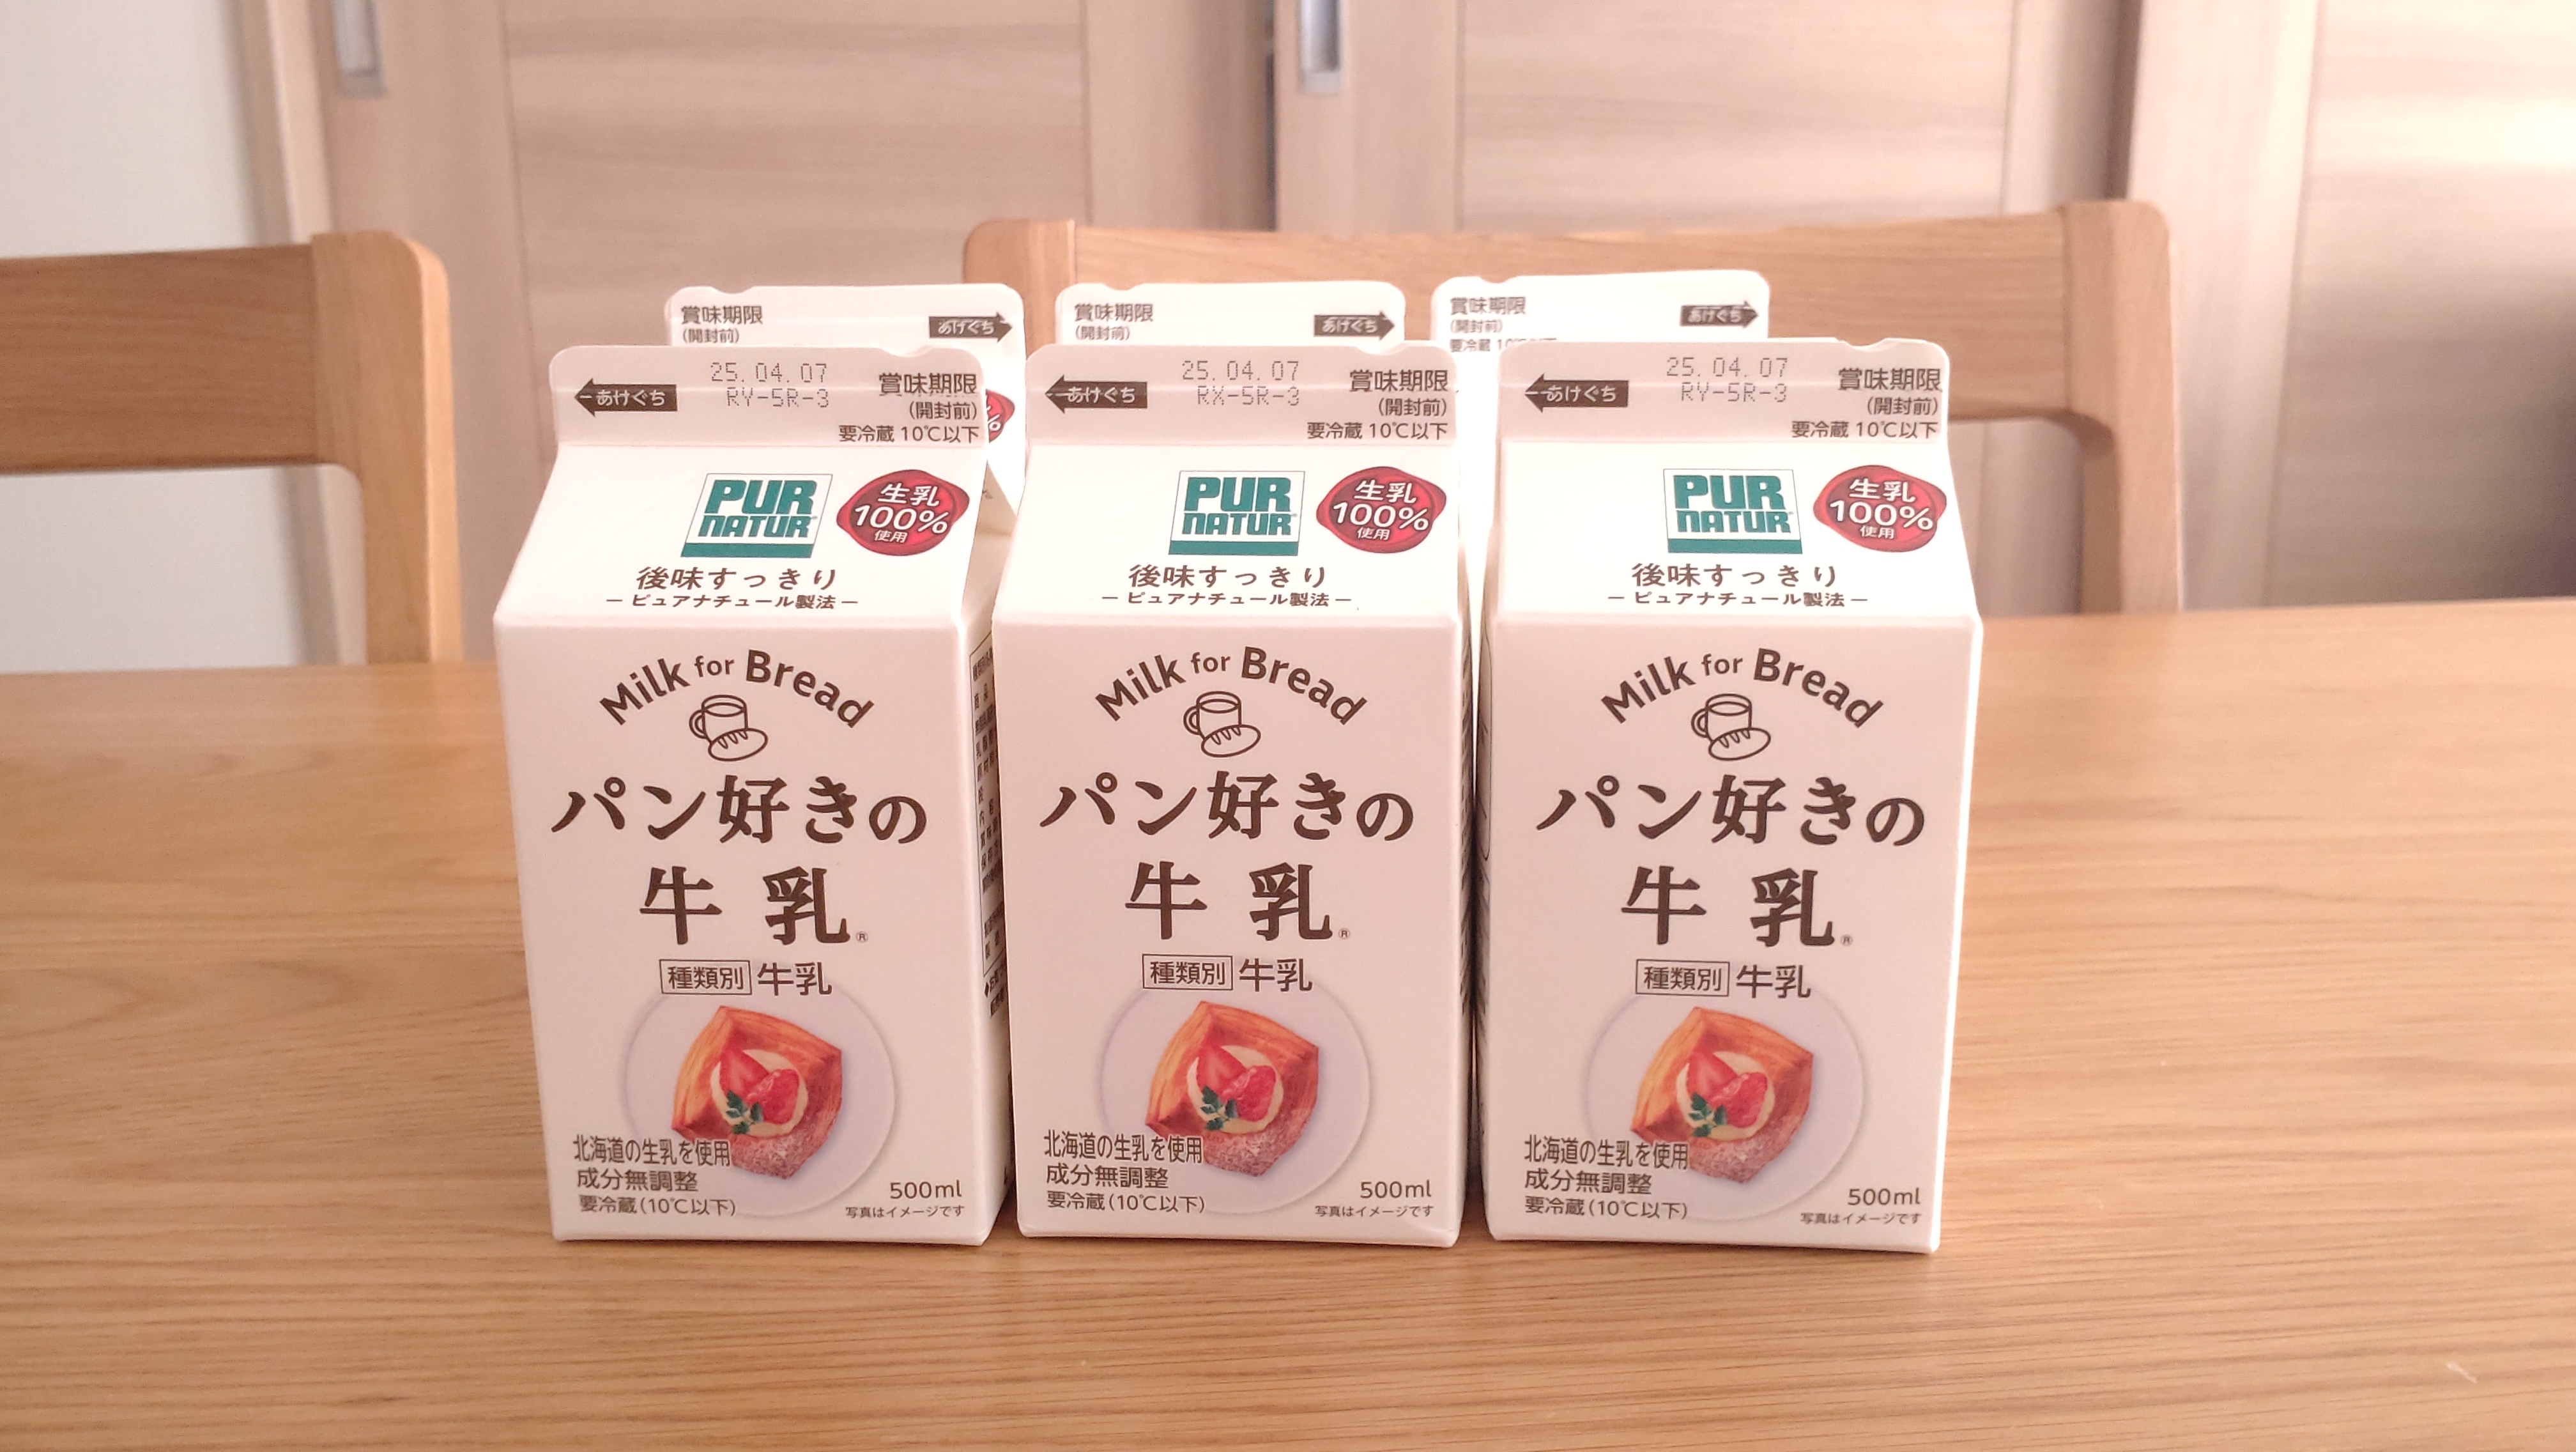 賞味期限
(開封前)
あけぐち
賞味期限
(開封前)
あけぐち
賞味期限
(開封前)
要冷蔵 10℃以下
あけぐち
あけぐち
25.04.07
RY-5R-3
賞味期限
(開封前)
要冷蔵 10℃以下
PUR
NATUR
生乳
100%
使用
後味すっきり
ーピュアナチュール製法ー
Milk for Bread
パン好きの
牛乳®
種類別 牛乳
北海道の生乳を使用
成分無調整
要冷蔵(10℃以下)
500ml
写真はイメージです
あけぐち
25.04.07
RX-5R-3
賞味期限
(開封前)
要冷蔵 10℃以下
PUR
NATUR
生乳
100%
使用
後味すっきり
ーピュアナチュール製法ー
Milk for Bread
パン好きの
牛乳®
種類別 牛乳
北海道の生乳を使用
成分無調整
要冷蔵(10℃以下)
500ml
写真はイメージです
あけぐち
25.04.07
RY-5R-3
賞味期限
(開封前)
要冷蔵 10℃以下
PUR
NATUR
生乳
100%
使用
後味すっきり
ーピュアナチュール製法ー
Milk for Bread
パン好きの
牛乳®
種類別 牛乳
北海道の生乳を使用
成分無調整
要冷蔵(10℃以下)
500ml
写真はイメージです